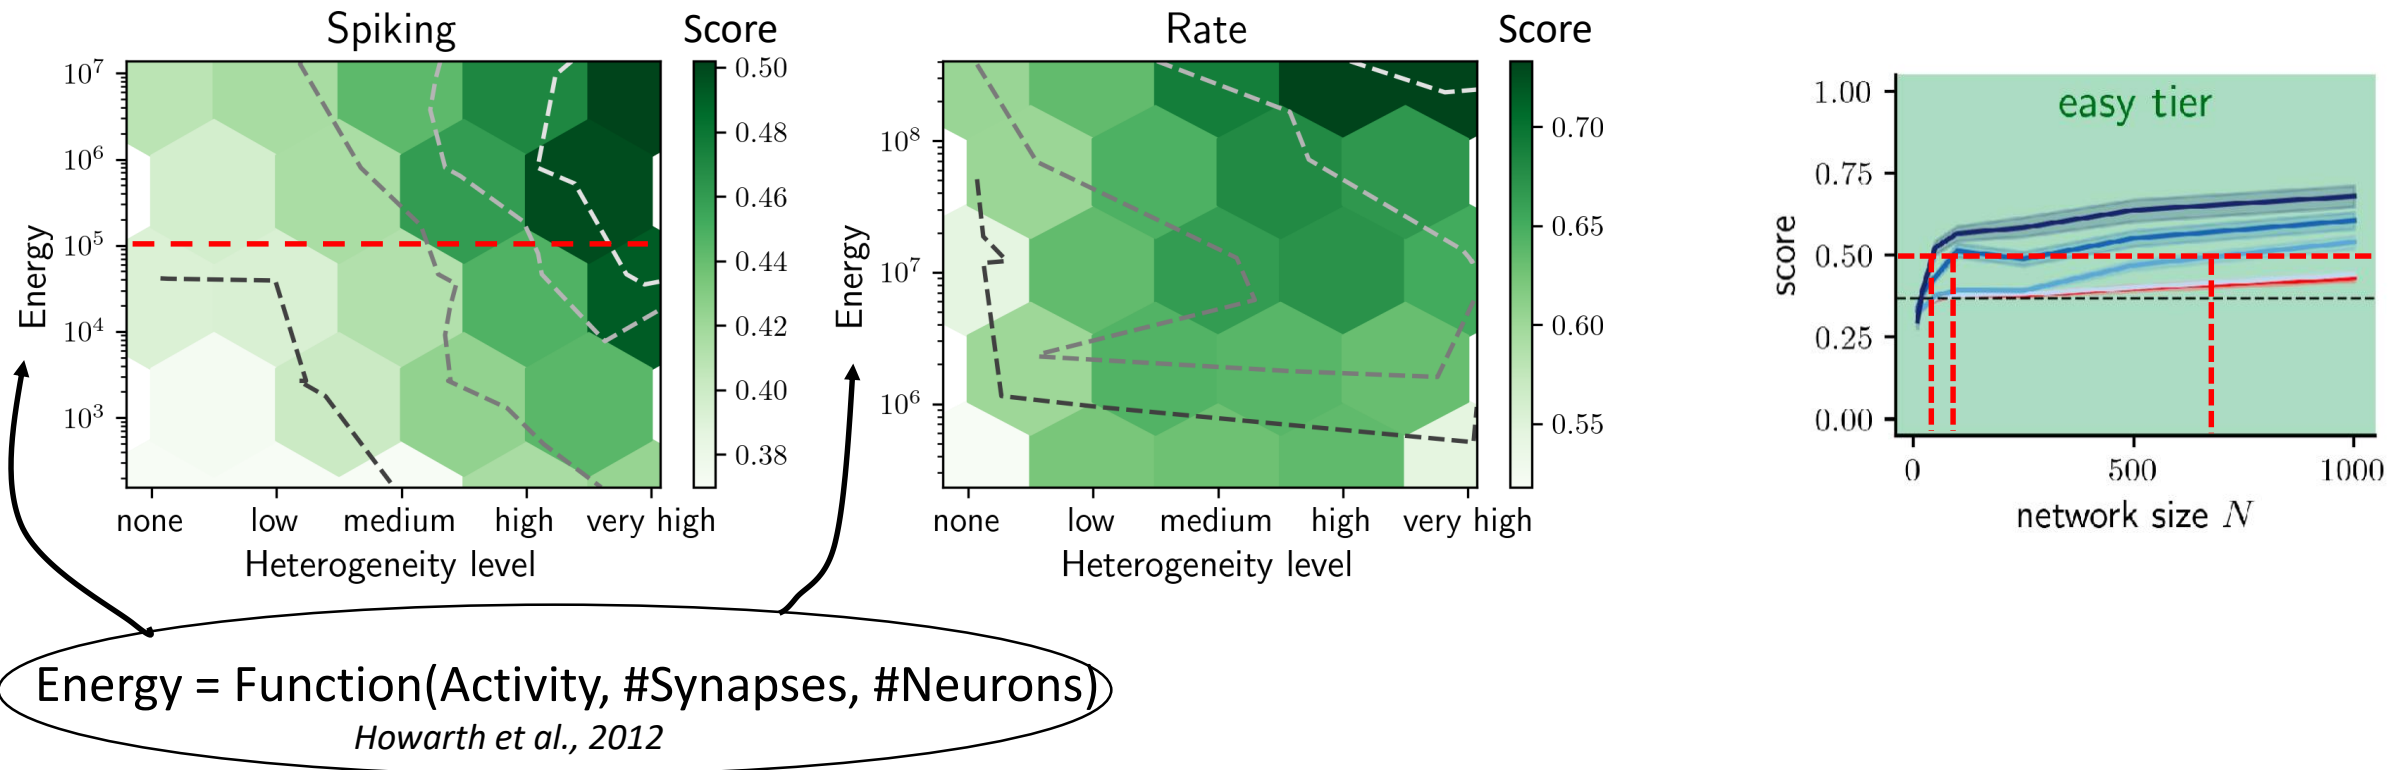 Spiking
Score
10^7
10^6
10^5
10^4
10^3
Energy
none low medium high very high
Heterogeneity level
0.50
0.48
0.46
0.44
0.42
0.40
0.38
Rate
Score
10^8
10^7
10^6
Energy
none low medium high very high
Heterogeneity level
0.70
0.65
0.60
0.55
easy tier
1.00
0.75
0.50
0.25
0.00
score
0 500 1000
network size N
Energy = Function(Activity, #Synapses, #Neurons)
Howarth et al., 2012